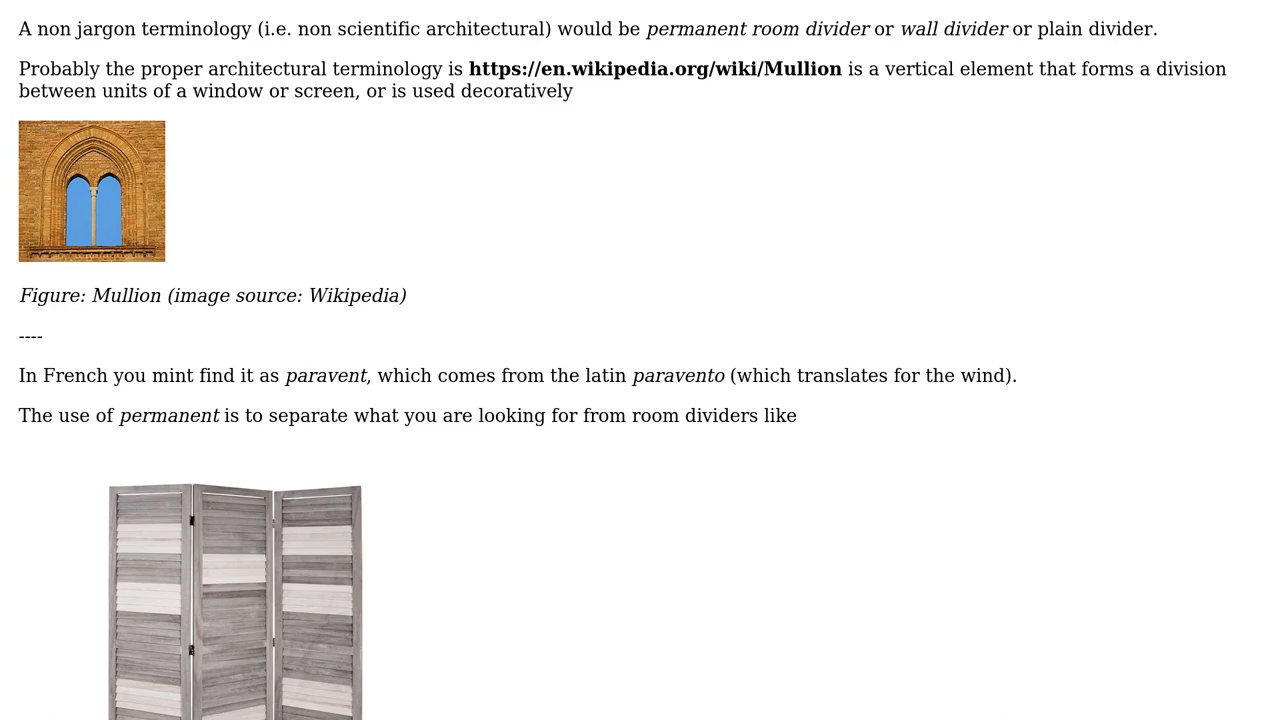 A non jargon terminology (i.e. non scientific architectural) would be permanent room divider or wall divider or plain divider.
Probably the proper architectural terminology is https://en.wikipedia.org/wiki/Mullion is a vertical element that forms a division
between units of a window or screen, or is used decoratively
Figure: Mullion (image source: Wikipedia)
----
In French you mint find it as paravent, which comes from the latin paravento (which translates for the wind).
The use of permanent is to separate what you are looking for from room dividers like